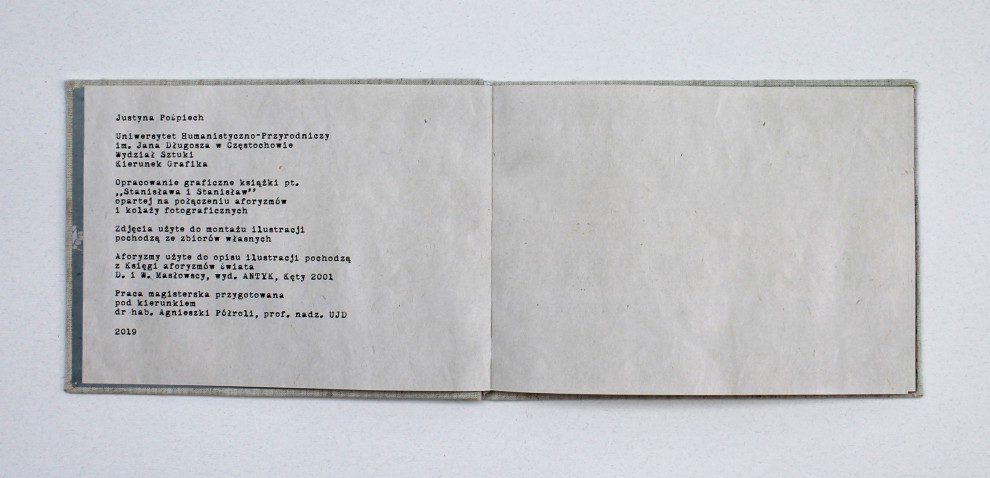 Justyna Pośpiech
Uniwersytet Humanistyczno-Przyrodniczy
im. Jana Długosza w Częstochowie
Wydział Sztuki
Kierunek Grafika
Opracowanie graficzne książki pt.
,,Stanisława i Stanisław''
opartej na połączeniu aforyzmów
i kolaży fotograficznych
Zdjęcia użyte do montażu ilustracji
pochodzą ze zbiorów własnych
Aforyzmy użyte do opisu ilustracji pochodzą
z Księgi aforyzmów świata
D. i W. Masłowscy, wyd. ANTYK, Kęty 2001
Praca magisterska przygotowana
pod kierunkiem
dr hab. Agnieszki Półroli, prof. nadz. UJD
2019